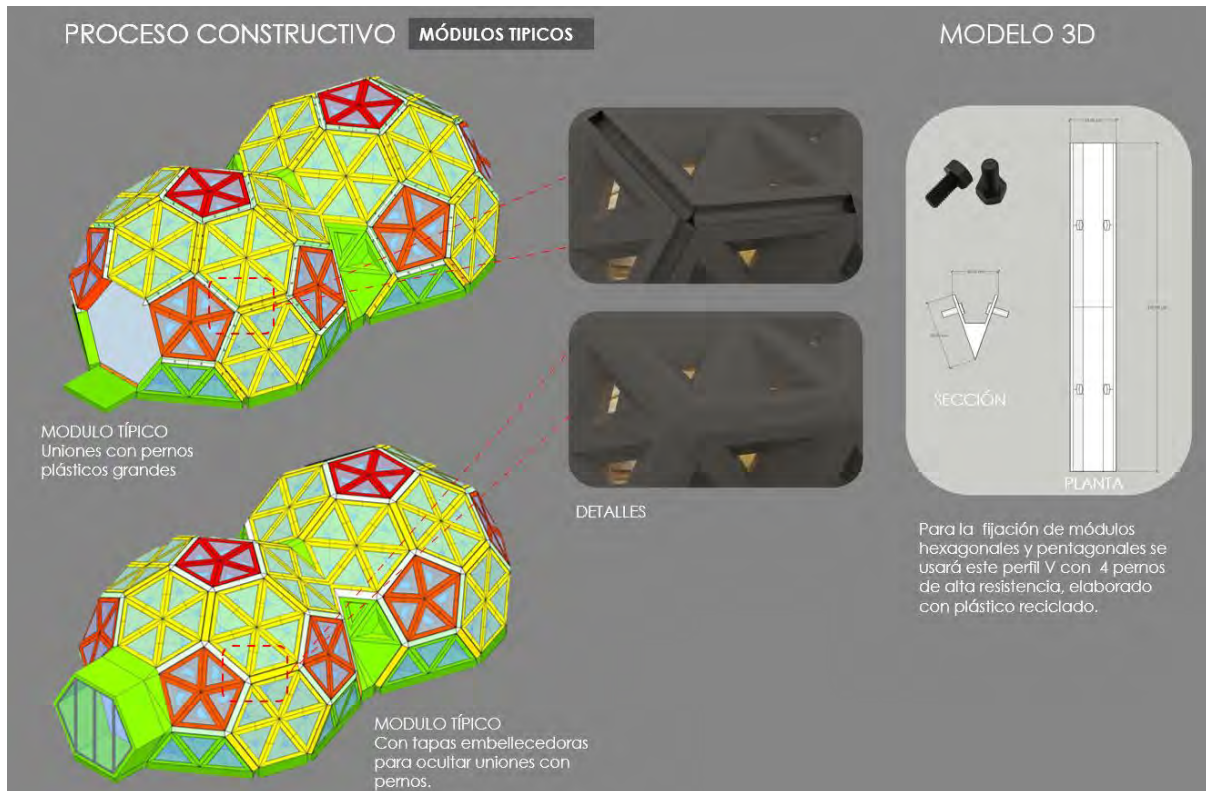 PROCESO CONSTRUCTIVO
MÓDULOS TIPICOS
MODELO 3D
MODULO TÍPICO
Uniones con pernos
plásticos grandes
DETALLES
SECCIÓN
PLANTA
Para la fijación de módulos
hexagonales y pentagonales se
usará este perfil V con 4 pernos
de alta resistencia, elaborado
con plástico reciclado.
MODULO TÍPICO
Con tapas embellecedoras
para ocultar uniones con
pernos.